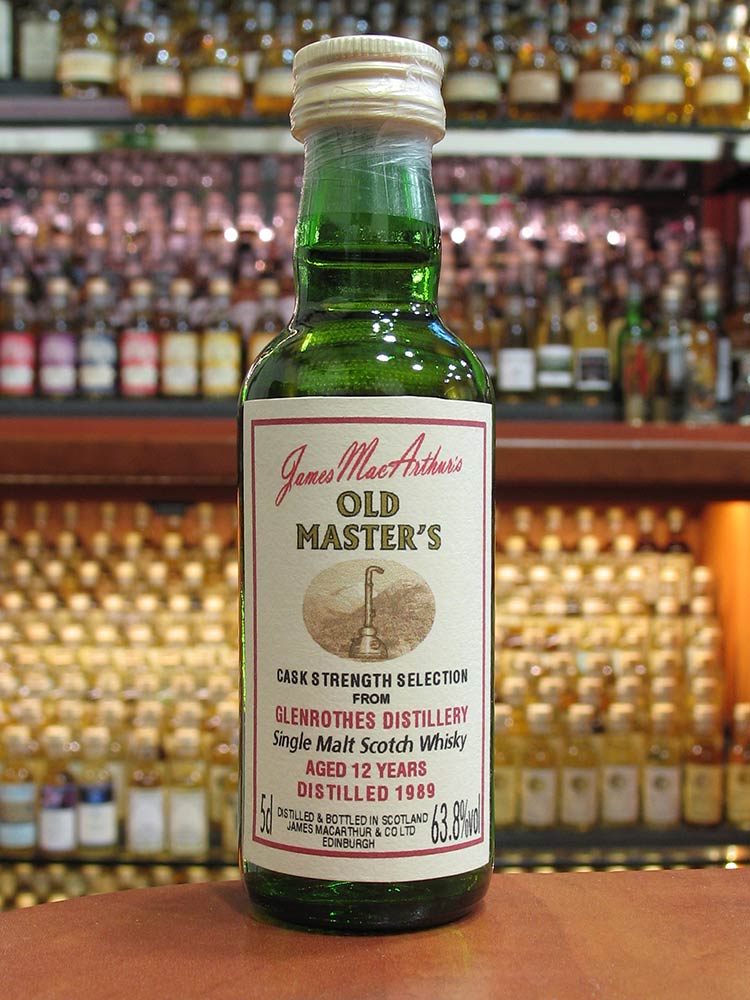 James MacArthur's
OLD
MASTER'S
CASK STRENGTH SELECTION
FROM
GLENROTHES DISTILLERY
Single Malt Scotch Whisky
AGED 12 YEARS
DISTILLED 1989
5cl DISTILLED & BOTTLED IN SCOTLAND 63.8%vol
JAMES MACARTHUR & CO LTD
EDINBURGH